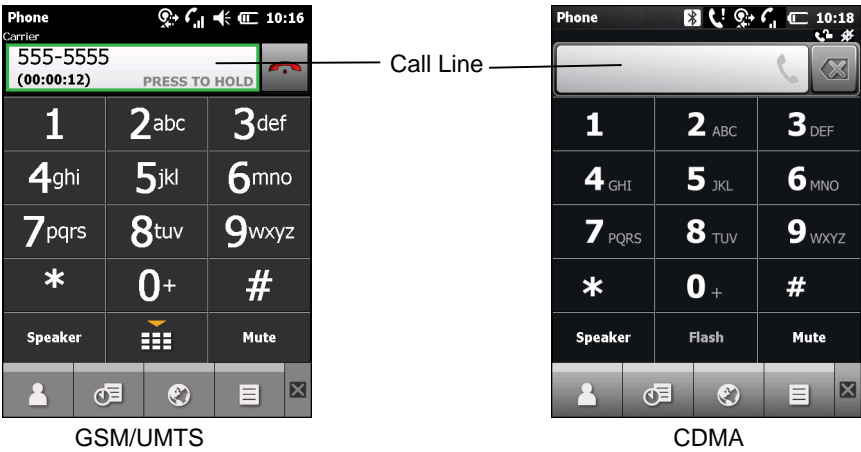 Phone 10:16
Carrier
555-5555
(00:00:12) PRESS TO HOLD
1 2abc 3def
4ghi 5jkl 6mno
7pqrs 8tuv 9wxyz
* 0+ #
Speaker Mute
GSM/UMTS
Call Line
Phone 10:18
1 2 ABC 3 DEF
4 GHI 5 JKL 6 MNO
7 PQRS 8 TUV 9 WXYZ
* 0 + #
Speaker Flash Mute
CDMA